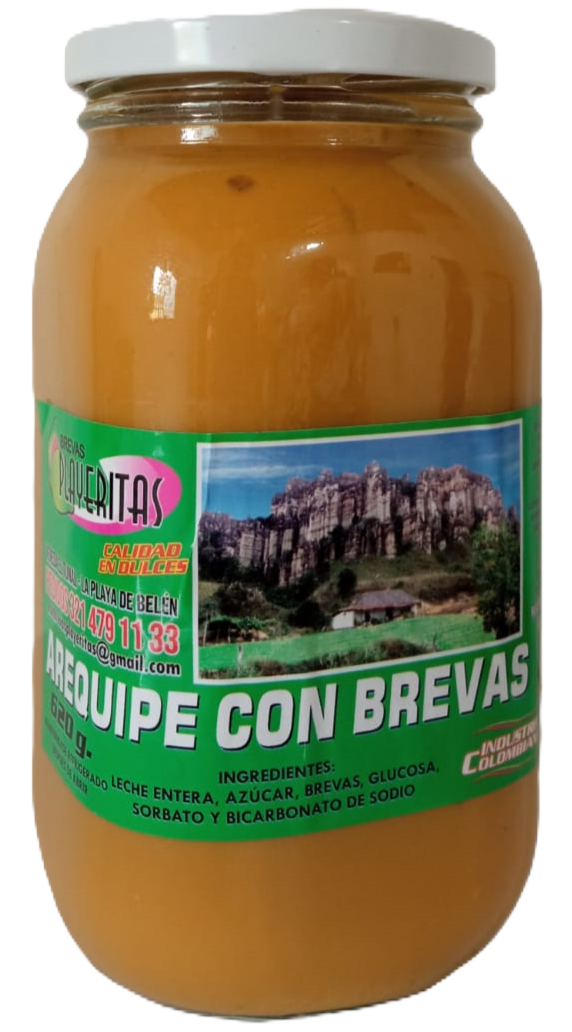 BREVAS
PLAYERITAS
CALIDAD
EN DULCES
LA PLAYA DE BELÉN
321 479 11 33
@gmail.com
AREQUIPE CON BREVAS
620 g.
INGREDIENTES:
LECHE ENTERA, AZÚCAR, BREVAS, GLUCOSA,
SORBATO Y BICARBONATO DE SODIO
INDUSTRIA
COLOMBIANA